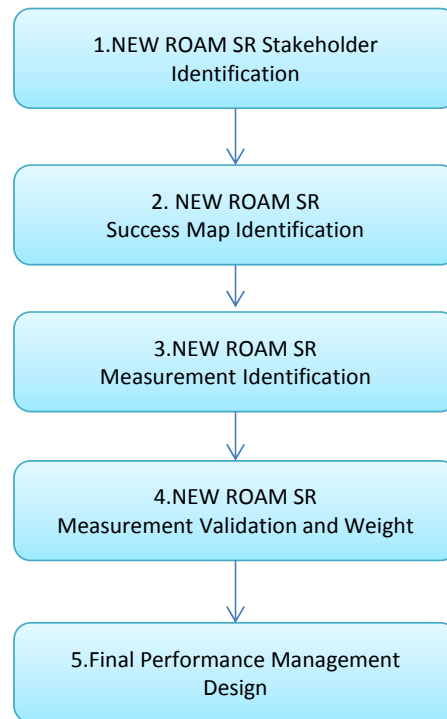 1.NEW ROAM SR Stakeholder
Identification
2. NEW ROAM SR
Success Map Identification
3.NEW ROAM SR
Measurement Identification
4.NEW ROAM SR
Measurement Validation and Weight
5.Final Performance Management
Design